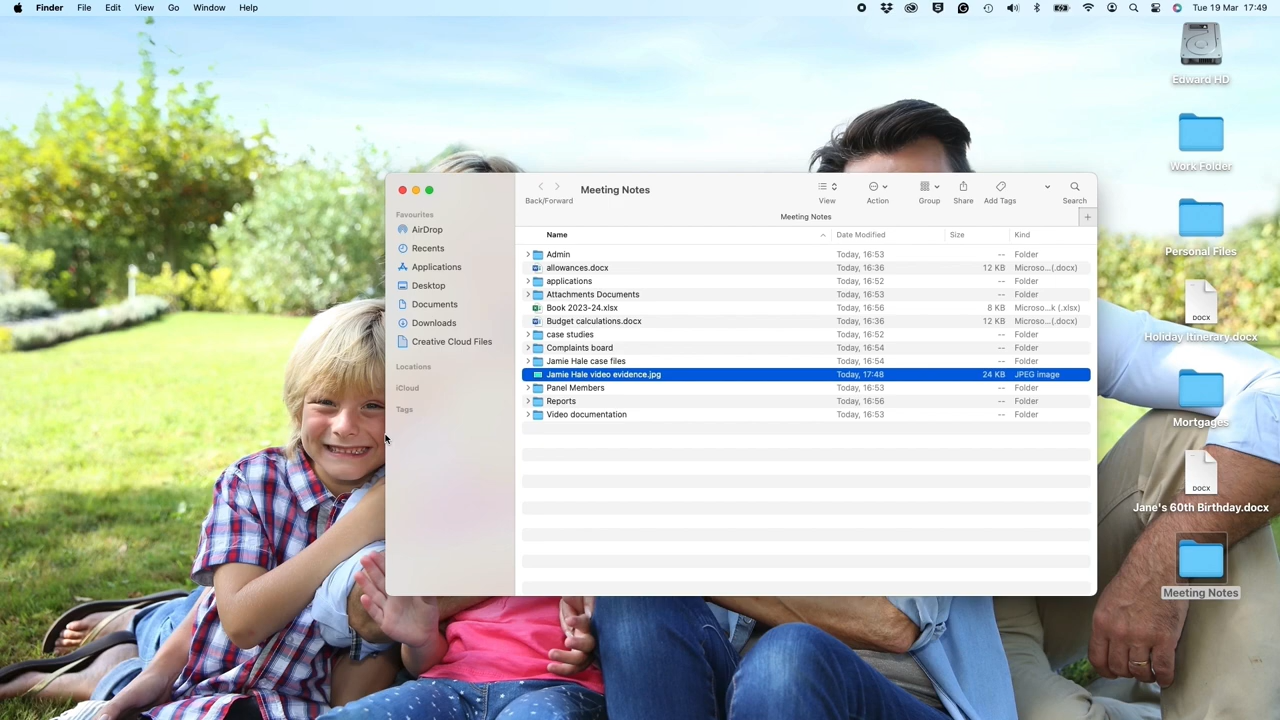 Finder File Edit View Go Window Help
Tue 19 Mar 17:49
Edward HD
Work Folder
Personal Files
Holiday Itinerary.docx
Mortgages
Jane's 60th Birthday.docx
Meeting Notes
DOCX
DOCX
Favourites
AirDrop
Recents
Applications
Desktop
Documents
Downloads
Creative Cloud Files
Locations
iCloud
Tags
Meeting Notes
Back/Forward View Action Group Share Add Tags Search
Meeting Notes
Name Date Modified Size Kind
Admin Today, 16:53 -- Folder
allowances.docx Today, 16:36 12 KB Microso...(.docx)
applications Today, 16:52 -- Folder
Attachments Documents Today, 16:53 -- Folder
Book 2023-24.xlsx Today, 16:56 8 KB Microso...k (.xlsx)
Budget calculations.docx Today, 16:36 12 KB Microso...(.docx)
case studies Today, 16:52 -- Folder
Complaints board Today, 16:54 -- Folder
Jamie Hale case files Today, 16:54 -- Folder
Jamie Hale video evidence.jpg Today, 17:48 24 KB JPEG image
Panel Members Today, 16:53 -- Folder
Reports Today, 16:56 -- Folder
Video documentation Today, 16:53 -- Folder